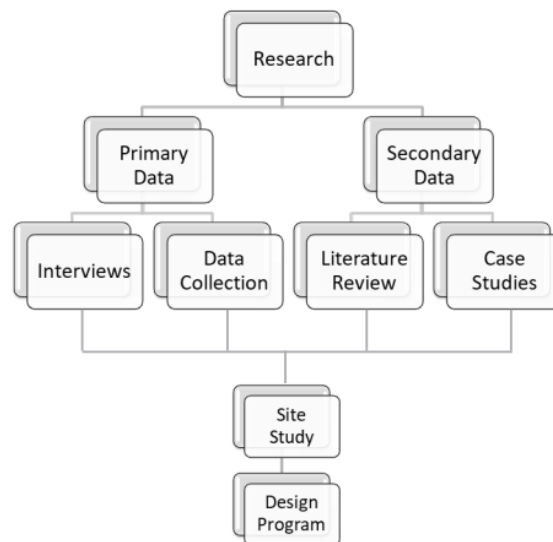 Research
Primary
Data
Secondary
Data
Interviews
Data
Collection
Literature
Review
Case
Studies
Site
Study
Design
Program